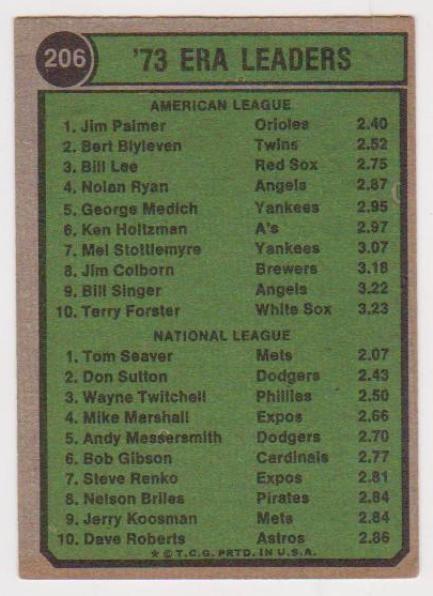 206 '73 ERA LEADERS
AMERICAN LEAGUE
1. Jim Palmer Orioles 2.40
2. Bert Blyleven Twins 2.52
3. Bill Lee Red Sox 2.75
4. Nolan Ryan Angels 2.87
5. George Medich Yankees 2.95
6. Ken Holtzman A's 2.97
7. Mel Stottlemyre Yankees 3.07
8. Jim Colborn Brewers 3.18
9. Bill Singer Angels 3.22
10. Terry Forster White Sox 3.23
NATIONAL LEAGUE
1. Tom Seaver Mets 2.07
2. Don Sutton Dodgers 2.43
3. Wayne Twitchell Phillies 2.50
4. Mike Marshall Expos 2.66
5. Andy Messersmith Dodgers 2.70
6. Bob Gibson Cardinals 2.77
7. Steve Renko Expos 2.81
8. Nelson Briles Pirates 2.84
9. Jerry Koosman Mets 2.84
10. Dave Roberts Astros 2.86
* © T.C.G. PRTD. IN U.S.A.